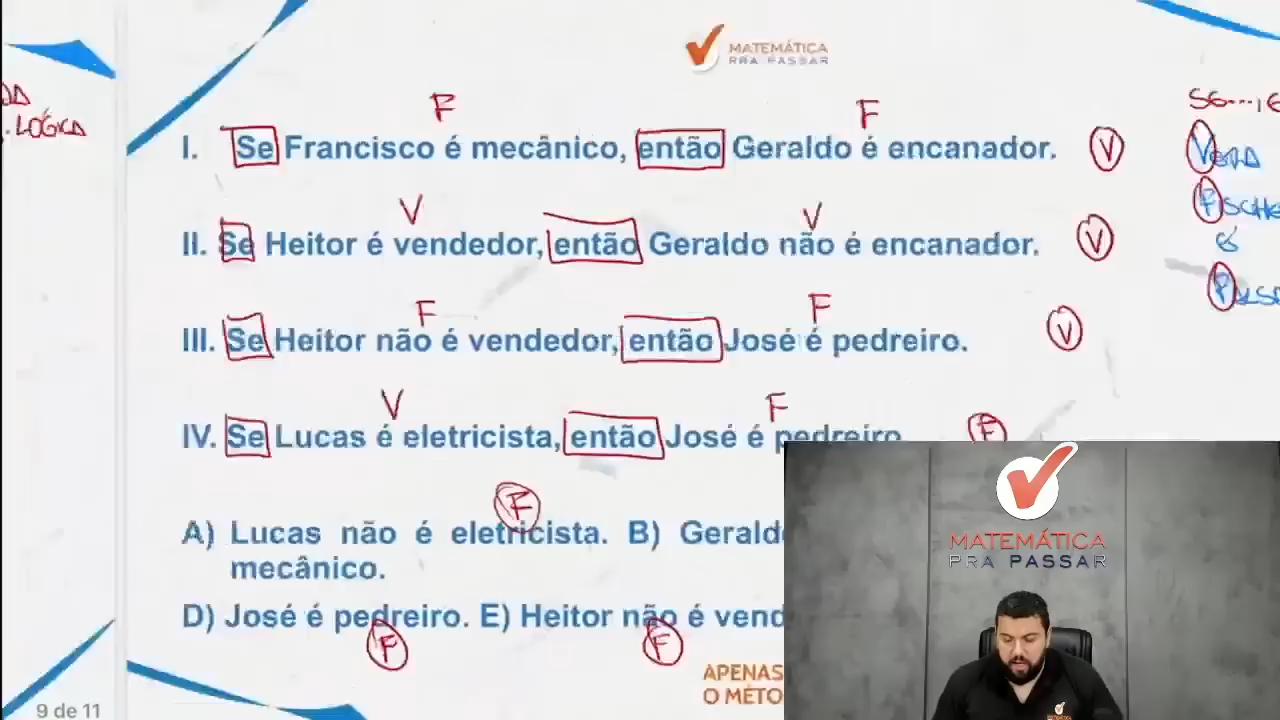 MATEMÁTICA
PRA PASSAR
LÓGICA
F F
I. Se Francisco é mecânico, então Geraldo é encanador. V
V V
II. Se Heitor é vendedor, então Geraldo não é encanador. V
F F
III. Se Heitor não é vendedor, então José é pedreiro. V
V F
IV. Se Lucas é eletricista, então José é pedreiro. F
F
A) Lucas não é eletricista. B)
mecânico.
D) José é pedreiro. E) Heitor não é
F F
APENAS
9 de 11
MATEMÁTICA
PRA PASSAR